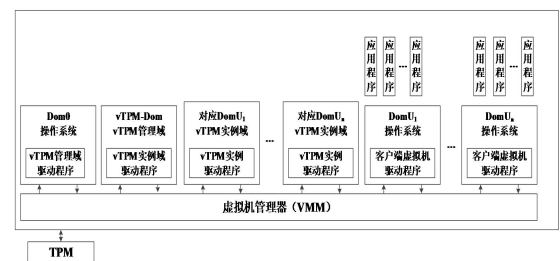 应用程序 应用程序 ... 应用程序 应用程序 应用程序 ... 应用程序
Dom0
操作系统
vTPM管理域
驱动程序
vTPM-Dom
vTPM管理域
vTPM实例域
驱动程序
对应DomU1
vTPM实例域
vTPM实例
驱动程序
...
对应DomUn
vTPM实例域
vTPM实例
驱动程序
DomU1
操作系统
客户端虚拟机
驱动程序
...
DomUn
操作系统
客户端虚拟机
驱动程序
虚拟机管理器（VMM）
TPM